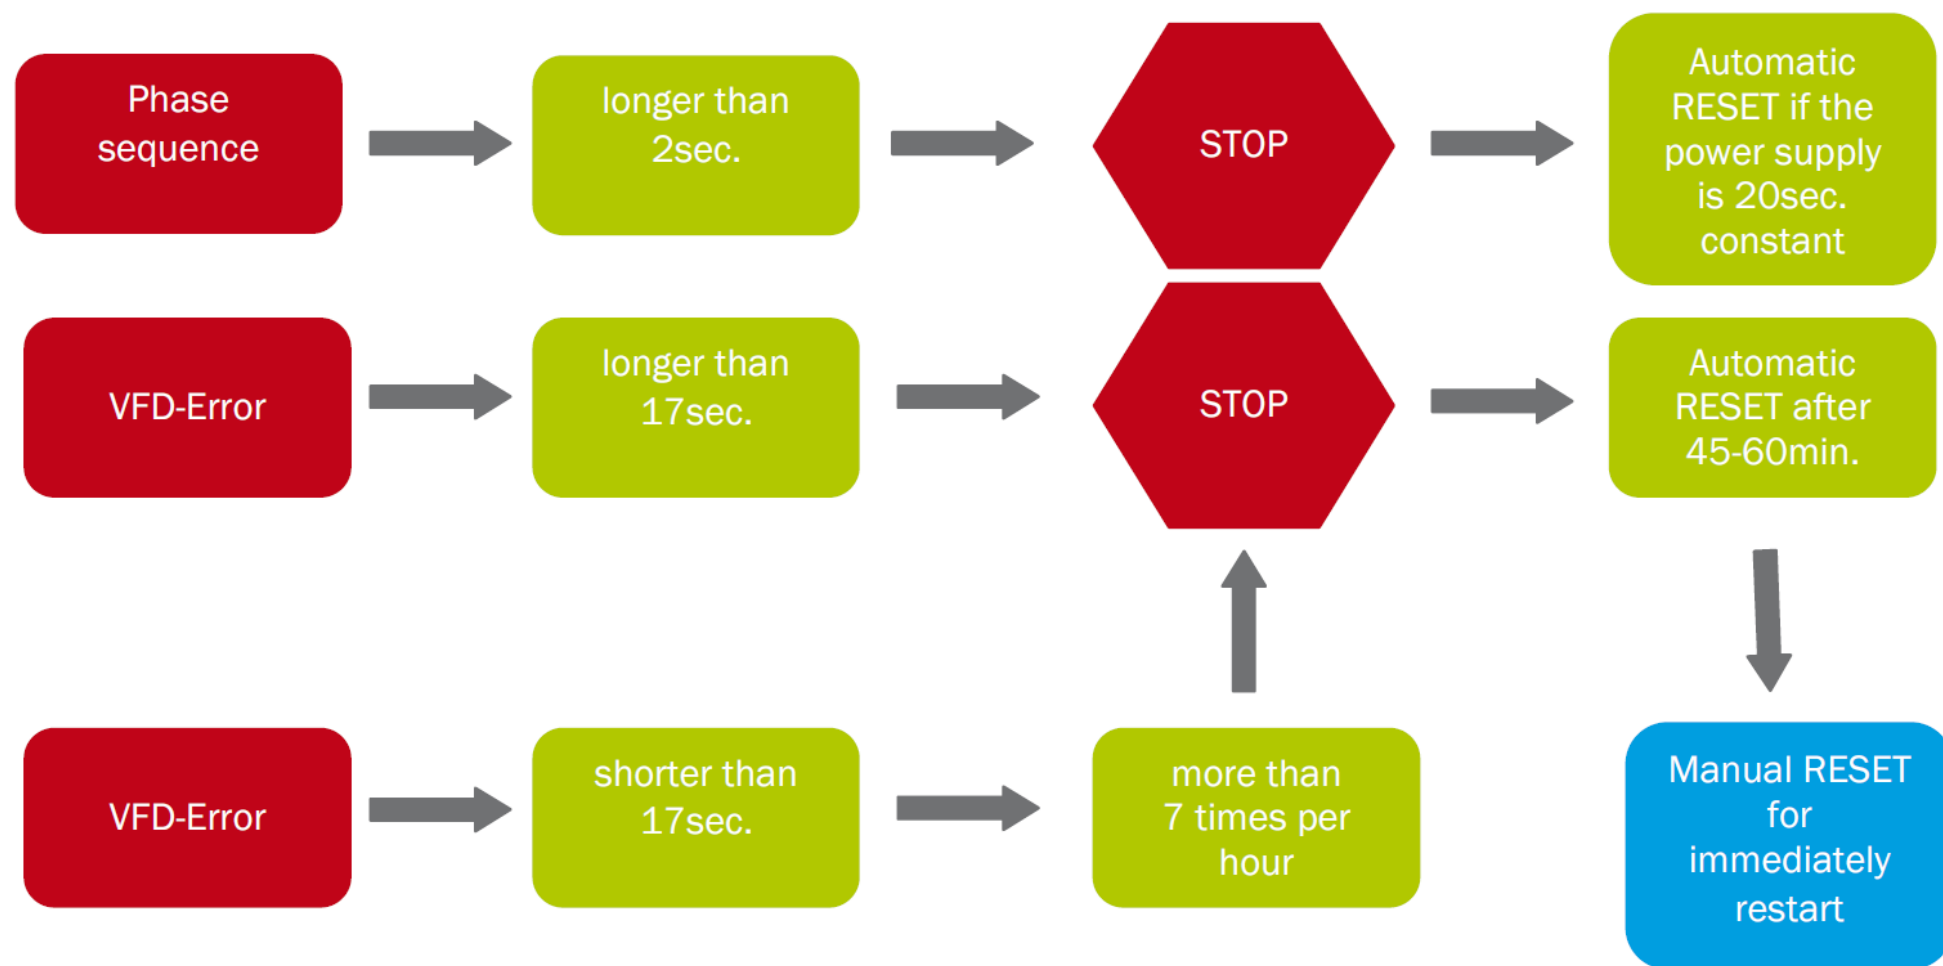 Phase
sequence
longer than
2sec.
STOP
Automatic
RESET if the
power supply
is 20sec.
constant
VFD-Error
longer than
17sec.
STOP
Automatic
RESET after
45-60min.
VFD-Error
shorter than
17sec.
more than
7 times per
hour
Manual RESET
for
immediately
restart